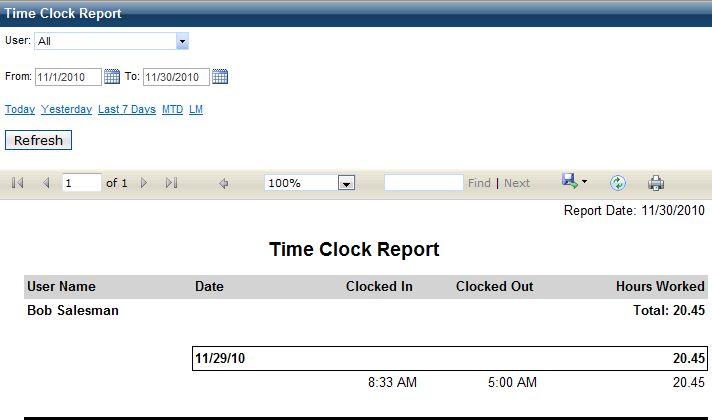 Time Clock Report
User: All
From: 11/1/2010 To: 11/30/2010
Today Yesterday Last 7 Days MTD LM
Refresh
1 of 1 100% Find | Next
Report Date: 11/30/2010
Time Clock Report
User Name Date Clocked In Clocked Out Hours Worked
Bob Salesman Total: 20.45
11/29/10 20.45
8:33 AM 5:00 AM 20.45